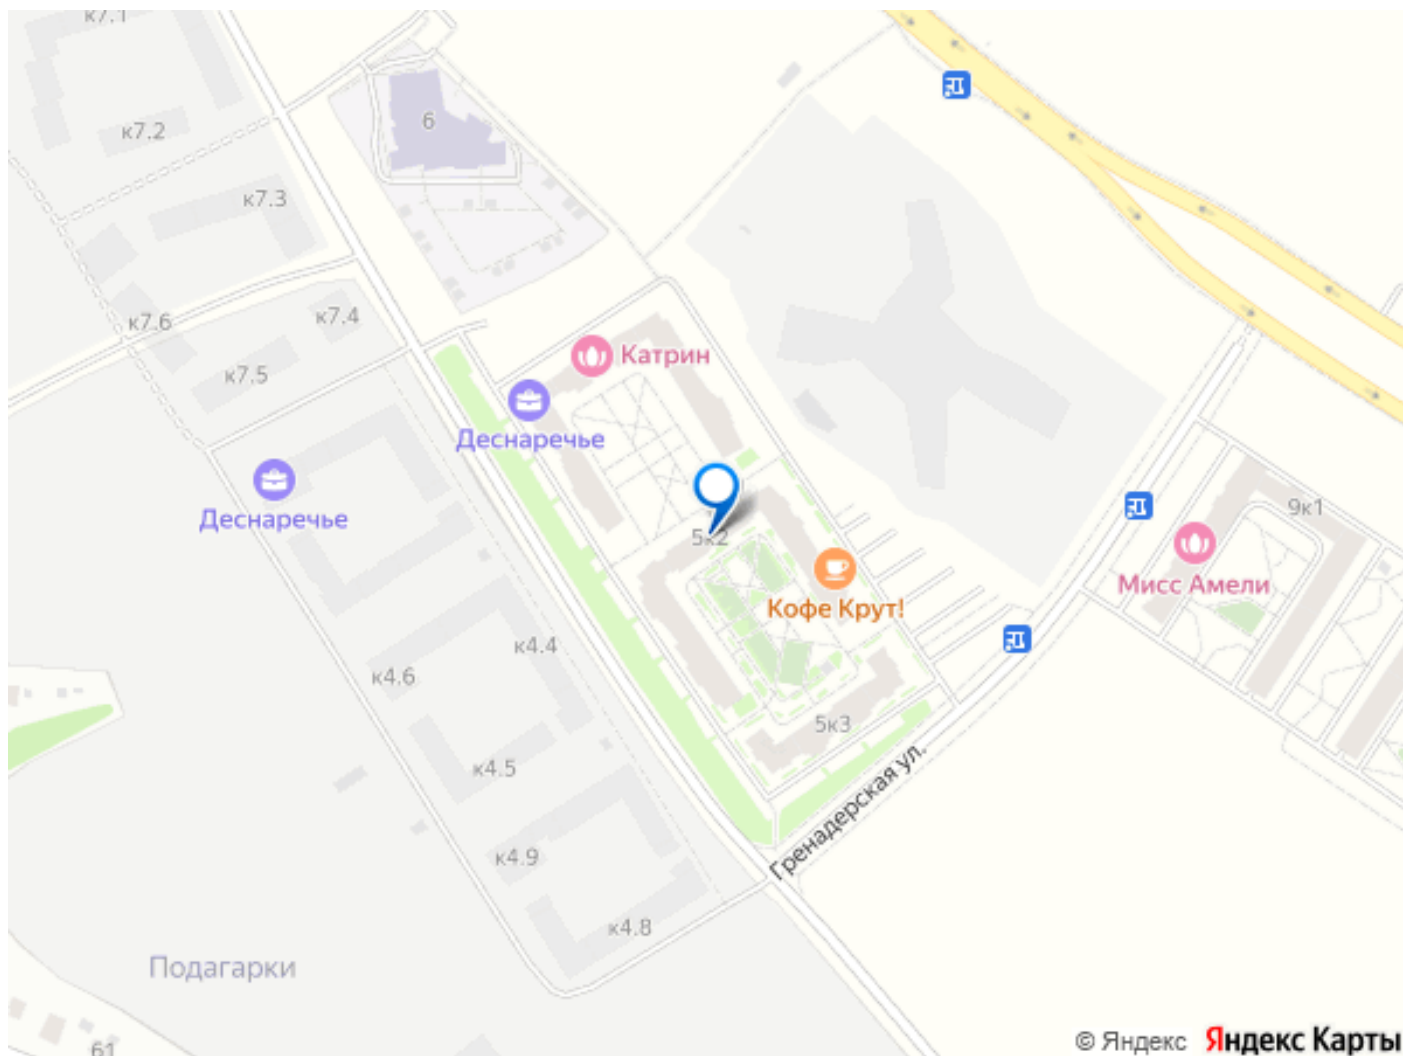 к7.1
6
к7.2
к7.3
к7.6
к7.4
Катрин
к7.5
Деснаречье
Деснаречье
5к2
9к1
Мисс Амели
Кофе Крут!
к4.4
к4.6
5к3
к4.5
Гренадерская ул.
к4.9
к4.8
Подагарки
61
© Яндекс Яндекс Карты